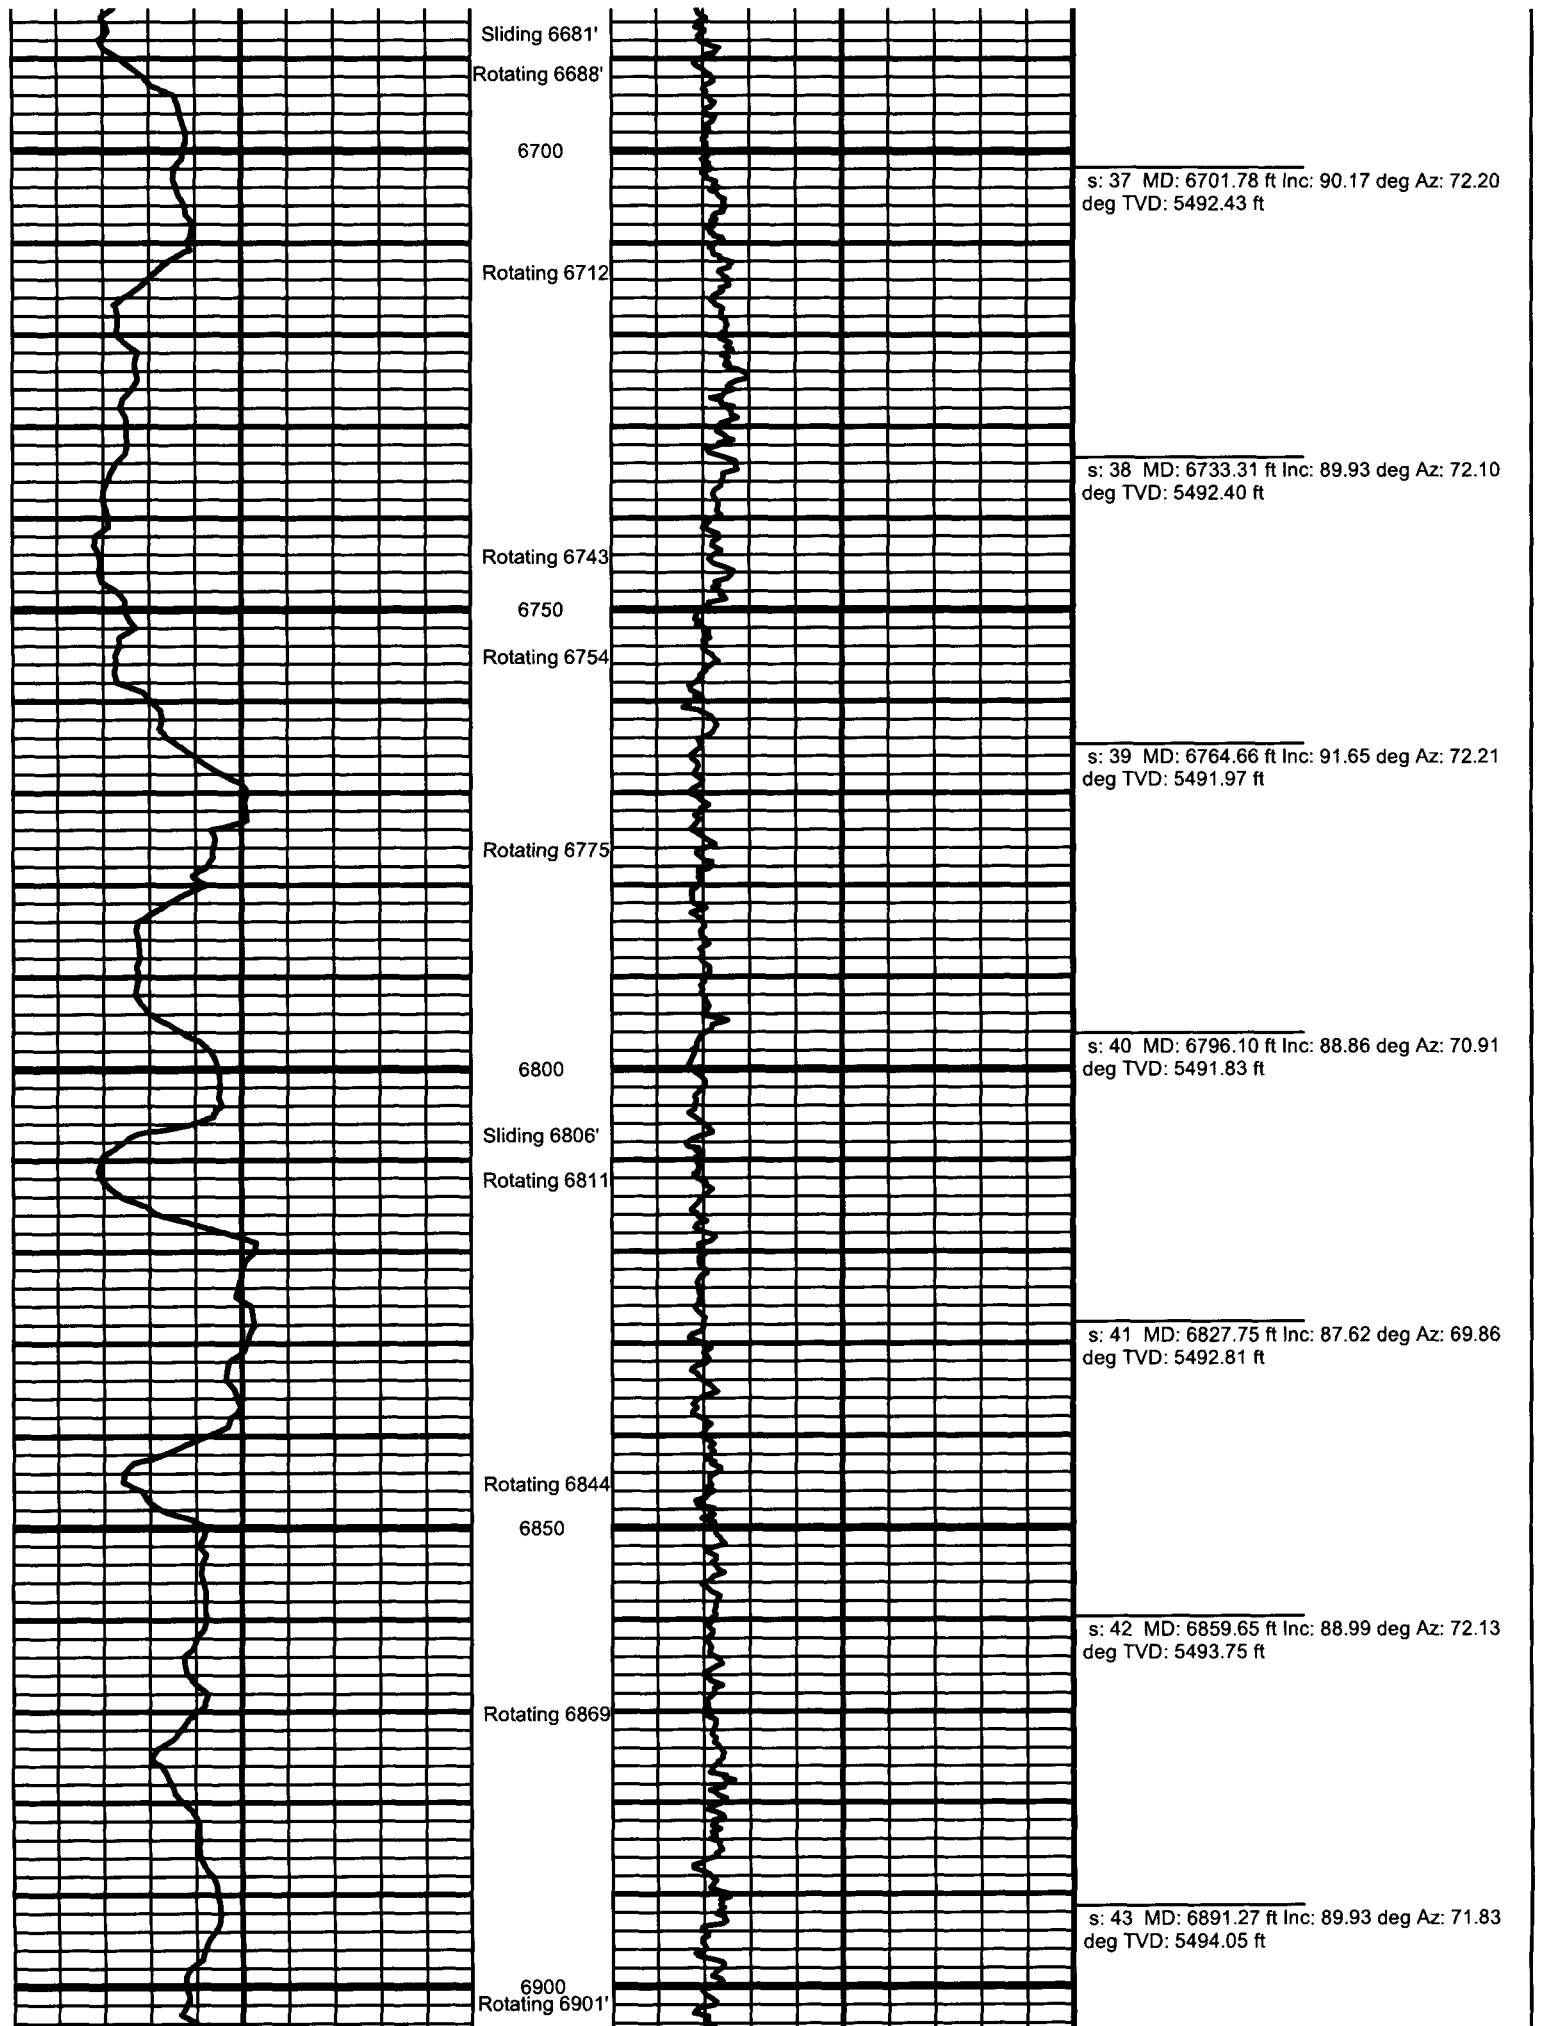 Sliding 6681'
Rotating 6688'
6700
s: 37 MD: 6701.78 ft Inc: 90.17 deg Az: 72.20
deg TVD: 5492.43 ft
Rotating 6712
s: 38 MD: 6733.31 ft Inc: 89.93 deg Az: 72.10
deg TVD: 5492.40 ft
Rotating 6743
6750
Rotating 6754
s: 39 MD: 6764.66 ft Inc: 91.65 deg Az: 72.21
deg TVD: 5491.97 ft
Rotating 6775
s: 40 MD: 6796.10 ft Inc: 88.86 deg Az: 70.91
deg TVD: 5491.83 ft
6800
Sliding 6806'
Rotating 6811
s: 41 MD: 6827.75 ft Inc: 87.62 deg Az: 69.86
deg TVD: 5492.81 ft
Rotating 6844
6850
s: 42 MD: 6859.65 ft Inc: 88.99 deg Az: 72.13
deg TVD: 5493.75 ft
Rotating 6869
s: 43 MD: 6891.27 ft Inc: 89.93 deg Az: 71.83
deg TVD: 5494.05 ft
6900
Rotating 6901'